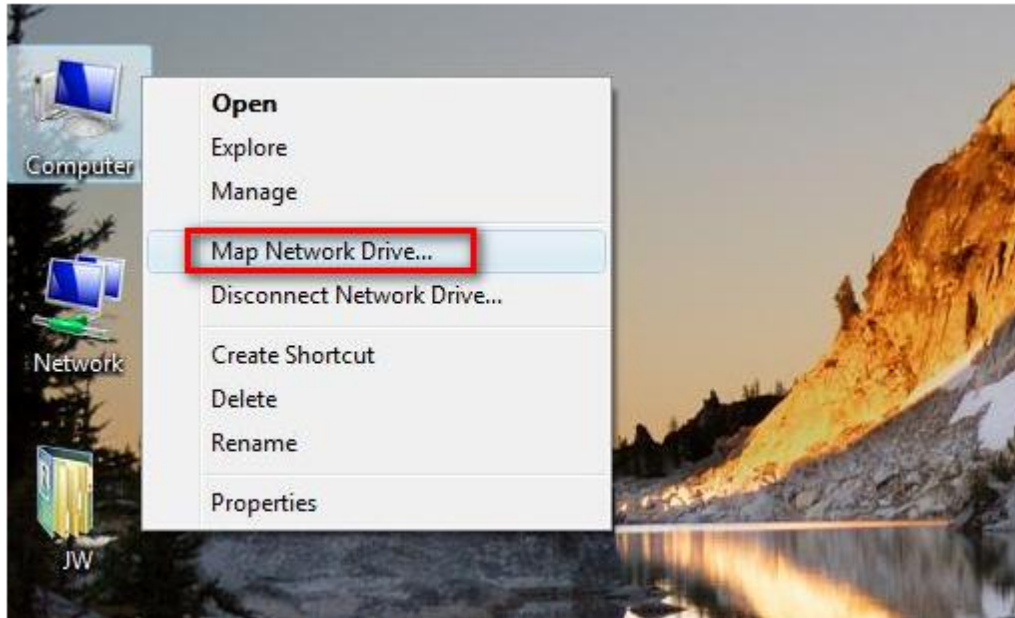 Computer
Open
Explore
Manage
Map Network Drive...
Disconnect Network Drive...
Network
Create Shortcut
Delete
Rename
Properties
JW